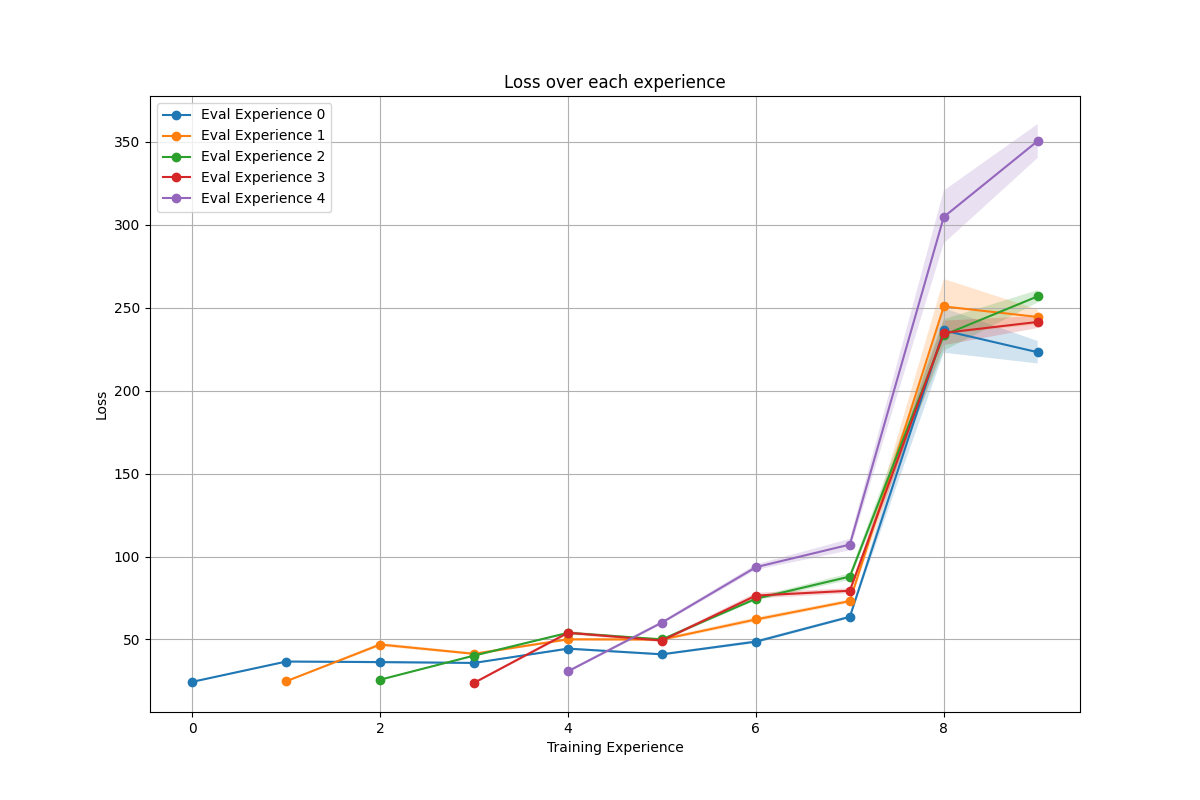 Loss over each experience
Eval Experience 0
Eval Experience 1
Eval Experience 2
Eval Experience 3
Eval Experience 4
350
300
250
200
150
100
50
Loss
0 2 4 6 8
Training Experience